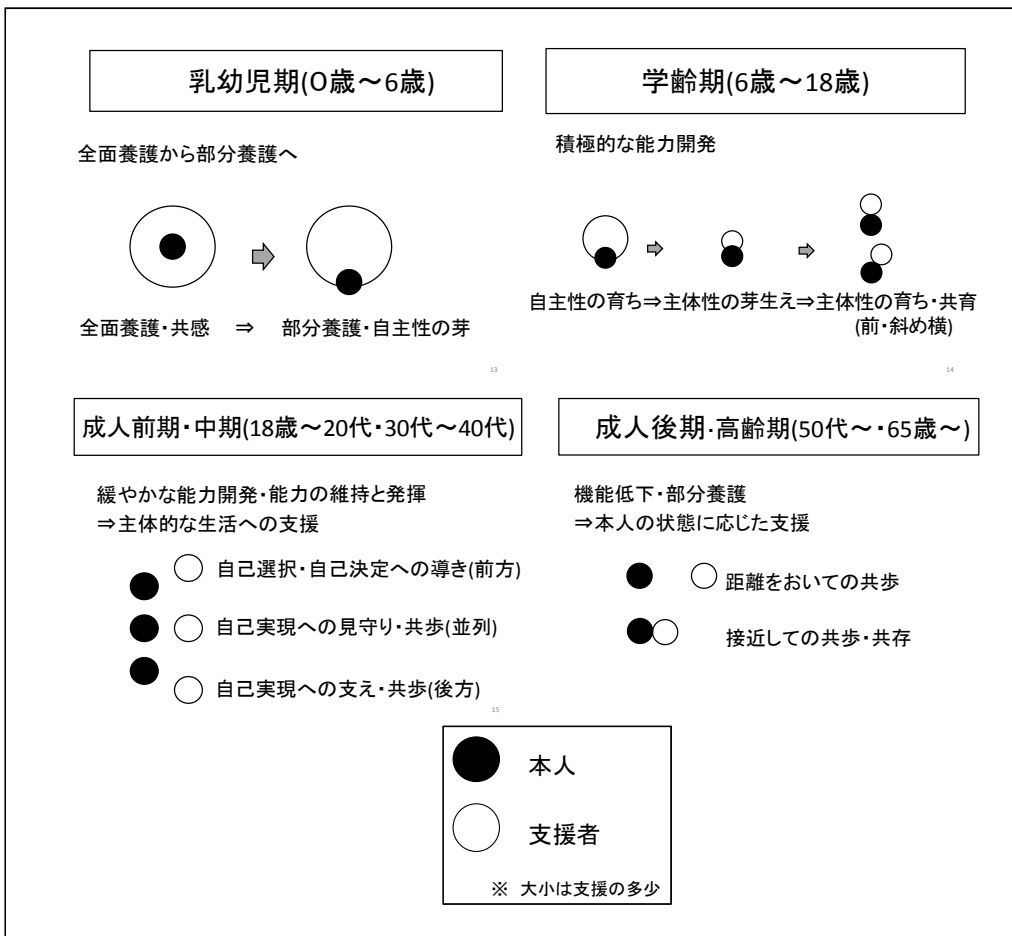 乳幼児期(０歳～6歳)
全面養護から部分養護へ
全面養護・共感　⇒　部分養護・自主性の芽
13
学齢期(6歳～18歳)
積極的な能力開発
自主性の育ち⇒主体性の芽生え⇒主体性の育ち・共育
(前・斜め横)
14
成人前期・中期(18歳～20代・30代～40代)
緩やかな能力開発・能力の維持と発揮
⇒主体的な生活への支援
自己選択・自己決定への導き(前方)
自己実現への見守り・共歩(並列)
自己実現への支え・共歩(後方)
15
成人後期・高齢期(50代～・65歳～)
機能低下・部分養護
⇒本人の状態に応じた支援
距離をおいての共歩
接近しての共歩・共存
本人
支援者
※ 大小は支援の多少